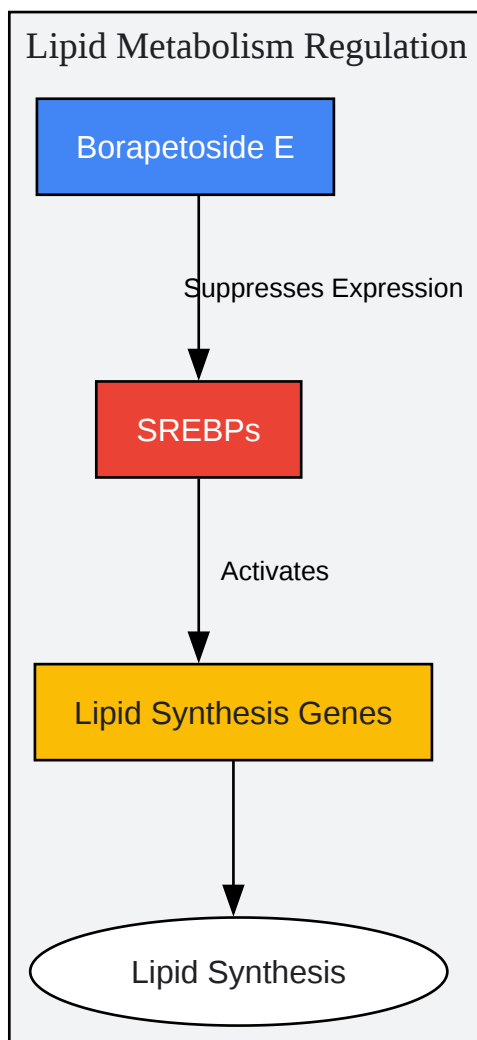 Lipid Metabolism Regulation
Borapetoside E
Suppresses Expression
SREBPs
Activates
Lipid Synthesis Genes
Lipid Synthesis